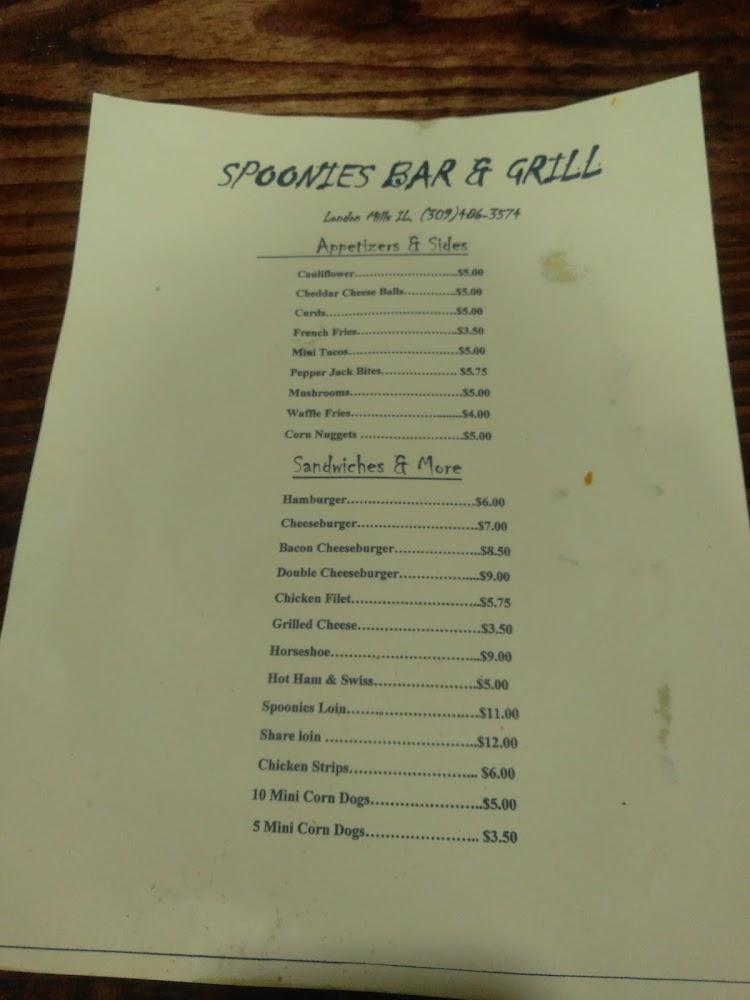 SPOONIES BAR & GRILL
London Mills IL, (309)486-3574
Appetizers & Sides
Cauliflower............................$5.00
Cheddar Cheese Balls..............$5.00
Curds...................................$5.00
French Fries...........................$3.50
Mini Tacos.............................$5.00
Pepper Jack Bites.................... $5.75
Mushrooms.............................$5.00
Waffle Fries............................$4.00
Corn Nuggets .........................$5.00
Sandwiches & More
Hamburger.............................$6.00
Cheeseburger...........................$7.00
Bacon Cheeseburger...................$8.50
Double Cheeseburger..................$9.00
Chicken Filet............................$5.75
Grilled Cheese..........................$3.50
Horseshoe................................$9.00
Hot Ham & Swiss......................$5.00
Spoonies Loin...........................$11.00
Share loin ................................$12.00
Chicken Strips.......................... $6.00
10 Mini Corn Dogs.....................$5.00
5 Mini Corn Dogs...................... $3.50